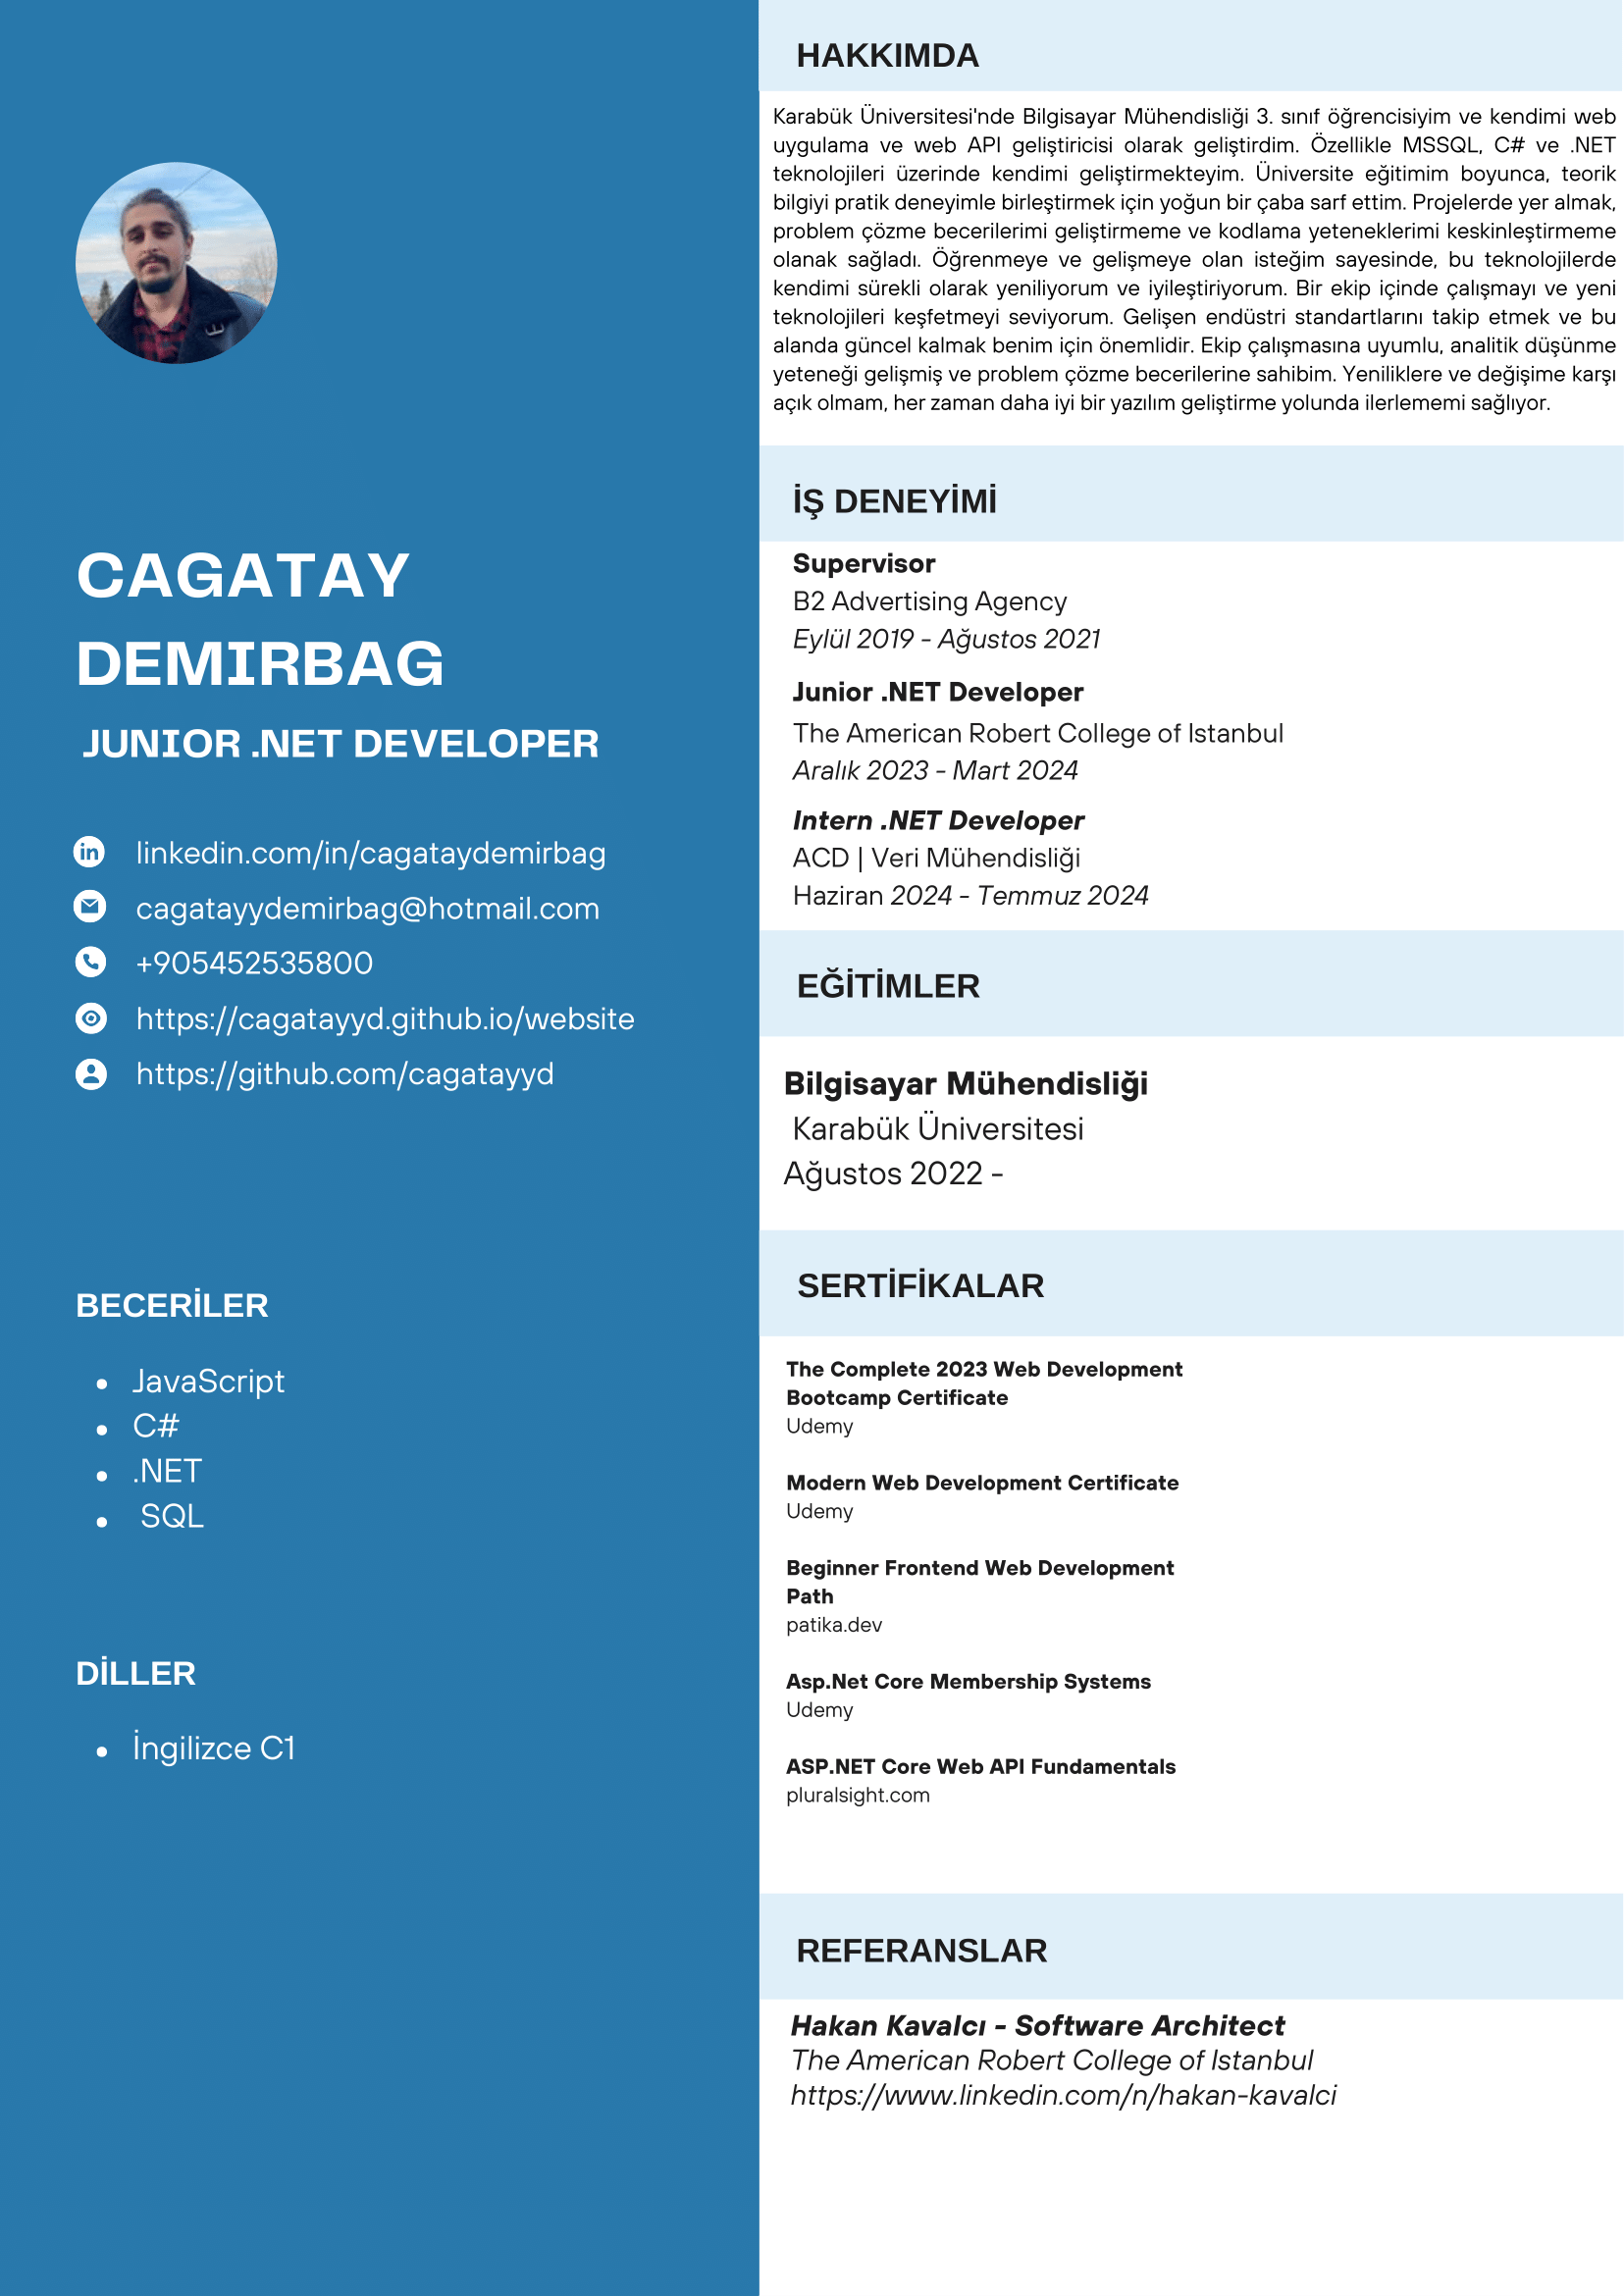 CAGATAY
DEMIRBAG
JUNIOR .NET DEVELOPER
linkedin.com/in/cagataydemirbag
cagatayydemirbag@hotmail.com
+905452535800
https://cagatayyd.github.io/website
https://github.com/cagatayyd
BECERİLER
JavaScript
C#
.NET
SQL
DİLLER
İngilizce C1
HAKKIMDA
Karabük Üniversitesi'nde Bilgisayar Mühendisliği 3. sınıf öğrencisiyim ve kendimi web
uygulama ve web API geliştiricisi olarak geliştirdim. Özellikle MSSQL, C# ve .NET
teknolojileri üzerinde kendimi geliştirmekteyim. Üniversite eğitimim boyunca, teorik
bilgiyi pratik deneyimle birleştirmek için yoğun bir çaba sarf ettim. Projelerde yer almak,
problem çözme becerilerimi geliştirmeme ve kodlama yeteneklerimi keskinleştirmeme
olanak sağladı. Öğrenmeye ve gelişmeye olan isteğim sayesinde, bu teknolojilerde
kendimi sürekli olarak yeniliyorum ve iyileştiriyorum. Bir ekip içinde çalışmayı ve yeni
teknolojileri keşfetmeyi seviyorum. Gelişen endüstri standartlarını takip etmek ve bu
alanda güncel kalmak benim için önemlidir. Ekip çalışmasına uyumlu, analitik düşünme
yeteneği gelişmiş ve problem çözme becerilerine sahibim. Yeniliklere ve değişime karşı
açık olmam, her zaman daha iyi bir yazılım geliştirme yolunda ilerlememi sağlıyor.
İŞ DENEYİMİ
Supervisor
B2 Advertising Agency
Eylül 2019 - Ağustos 2021
Junior .NET Developer
The American Robert College of Istanbul
Aralık 2023 - Mart 2024
Intern .NET Developer
ACD | Veri Mühendisliği
Haziran 2024 - Temmuz 2024
EĞİTİMLER
Bilgisayar Mühendisliği
Karabük Üniversitesi
Ağustos 2022 -
SERTİFİKALAR
The Complete 2023 Web Development
Bootcamp Certificate
Udemy
Modern Web Development Certificate
Udemy
Beginner Frontend Web Development
Path
patika.dev
Asp.Net Core Membership Systems
Udemy
ASP.NET Core Web API Fundamentals
pluralsight.com
REFERANSLAR
Hakan Kavalcı - Software Architect
The American Robert College of Istanbul
https://www.linkedin.com/n/hakan-kavalci